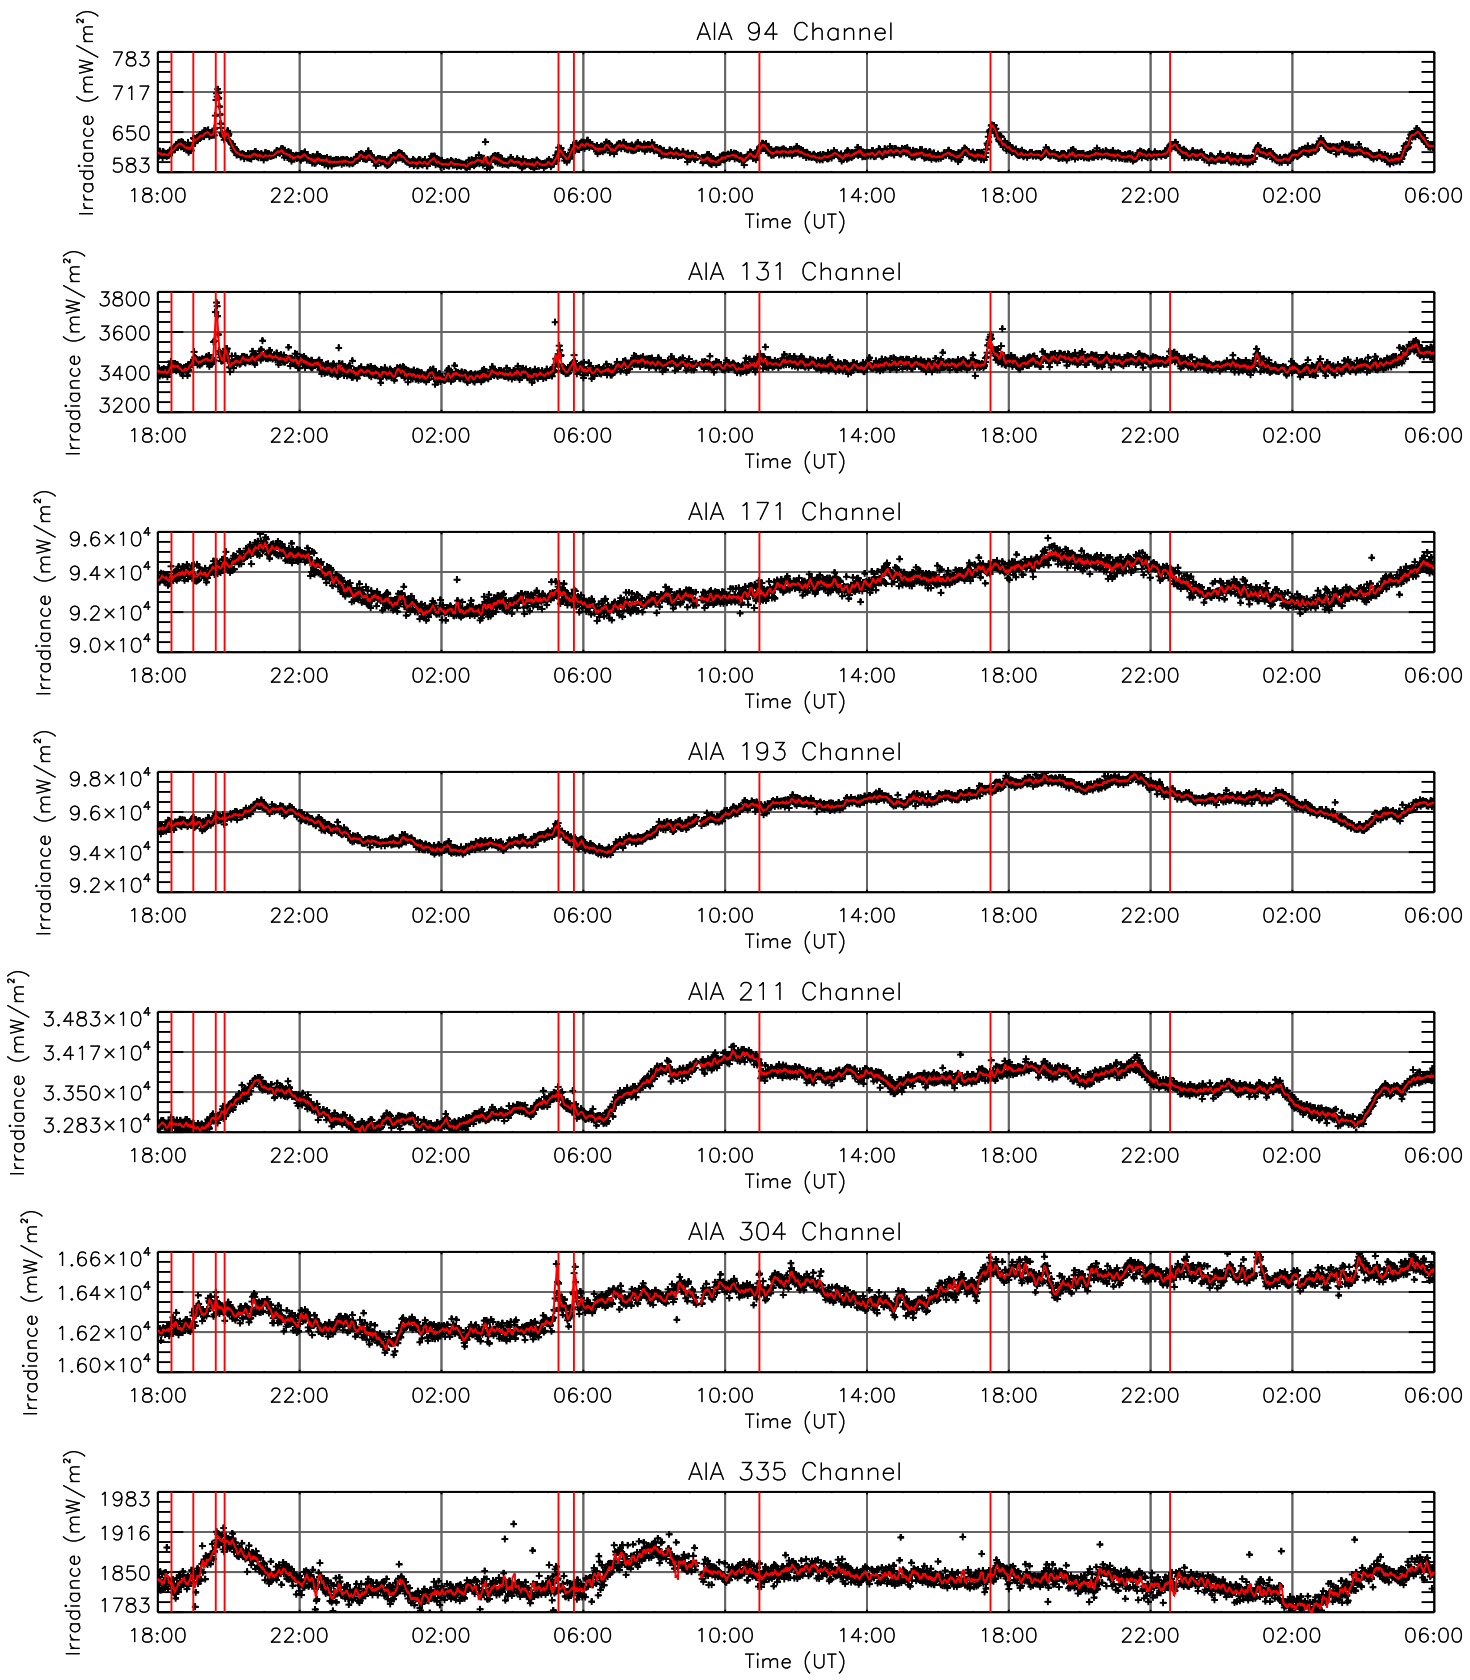 AIA 94 Channel
Irradiance (mW/m²)
783
717
650
583
18:00 22:00 02:00 06:00 10:00 14:00 18:00 22:00 02:00 06:00
Time (UT)
AIA 131 Channel
Irradiance (mW/m²)
3800
3600
3400
3200
18:00 22:00 02:00 06:00 10:00 14:00 18:00 22:00 02:00 06:00
Time (UT)
AIA 171 Channel
Irradiance (mW/m²)
9.6×10⁴
9.4×10⁴
9.2×10⁴
9.0×10⁴
18:00 22:00 02:00 06:00 10:00 14:00 18:00 22:00 02:00 06:00
Time (UT)
AIA 193 Channel
Irradiance (mW/m²)
9.8×10⁴
9.6×10⁴
9.4×10⁴
9.2×10⁴
18:00 22:00 02:00 06:00 10:00 14:00 18:00 22:00 02:00 06:00
Time (UT)
AIA 211 Channel
Irradiance (mW/m²)
3.483×10⁴
3.417×10⁴
3.350×10⁴
3.283×10⁴
18:00 22:00 02:00 06:00 10:00 14:00 18:00 22:00 02:00 06:00
Time (UT)
AIA 304 Channel
Irradiance (mW/m²)
1.66×10⁴
1.64×10⁴
1.62×10⁴
1.60×10⁴
18:00 22:00 02:00 06:00 10:00 14:00 18:00 22:00 02:00 06:00
Time (UT)
AIA 335 Channel
Irradiance (mW/m²)
1983
1916
1850
1783
18:00 22:00 02:00 06:00 10:00 14:00 18:00 22:00 02:00 06:00
Time (UT)